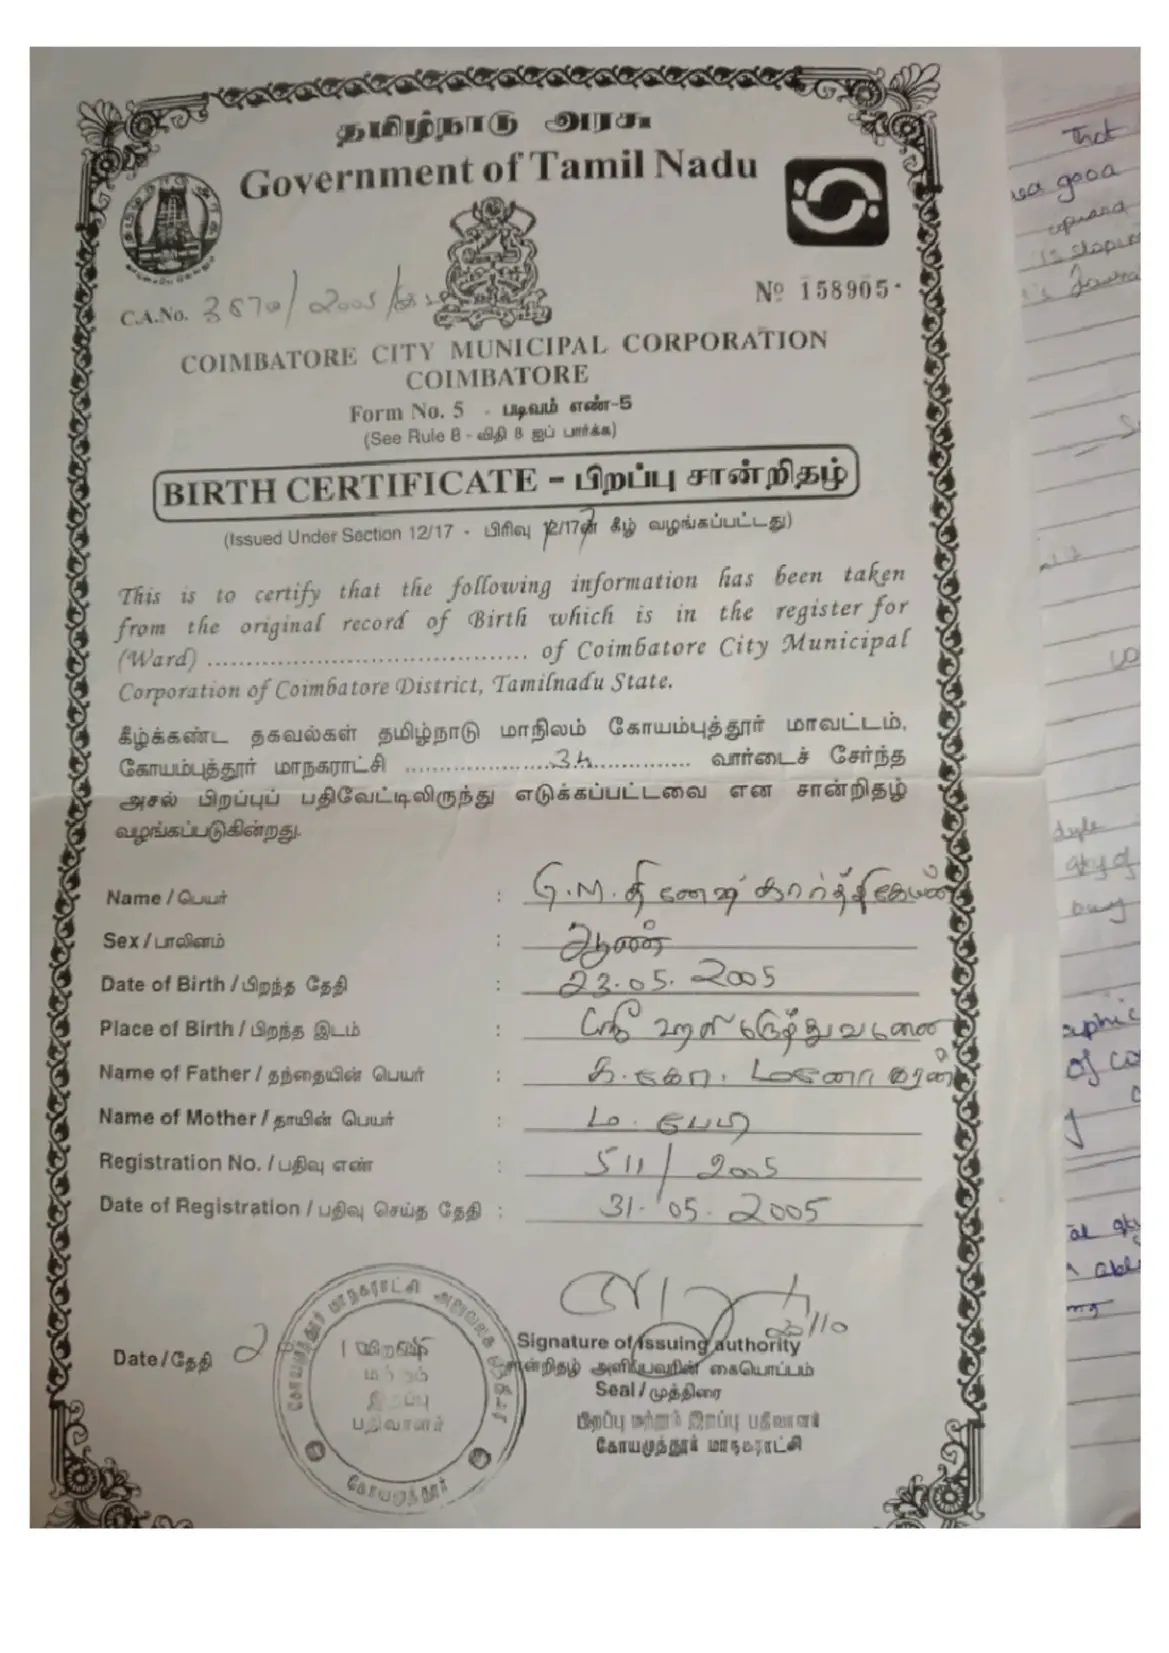 தமிழ்நாடு அரசு
Government of Tamil Nadu
C.A.No. 3670/2005/
Nº 158905
COIMBATORE CITY MUNICIPAL CORPORATION
COIMBATORE
Form No. 5 - படிவம் எண்-5
(See Rule 8 - விதி 8 ஐப் பார்க்க)
BIRTH CERTIFICATE - பிறப்பு சான்றிதழ்
(Issued Under Section 12/17 - பிரிவு 12/17ன் கீழ் வழங்கப்பட்டது)
This is to certify that the following information has been taken
from the original record of Birth which is in the register for
(Ward) ........................................ of Coimbatore City Municipal
Corporation of Coimbatore District, Tamilnadu State.
கீழ்க்கண்ட தகவல்கள் தமிழ்நாடு மாநிலம் கோயம்புத்தூர் மாவட்டம்,
கோயம்புத்தூர் மாநகராட்சி ....................34.............. வார்டைச் சேர்ந்த
அசல் பிறப்புப் பதிவேட்டிலிருந்து எடுக்கப்பட்டவை என சான்றிதழ்
வழங்கப்படுகின்றது.
Name / பெயர் : G.M. தினேஷ் கார்த்திகேயன்
Sex / பாலினம் : ஆண்
Date of Birth / பிறந்த தேதி : 23.05.2005
Place of Birth / பிறந்த இடம் : ஸ்ரீ ஹரி மருத்துவமனை
Name of Father / தந்தையின் பெயர் : க.கோ. மனோகரன்
Name of Mother / தாயின் பெயர் : ம. பேபி
Registration No. / பதிவு எண் : 511/2005
Date of Registration / பதிவு செய்த தேதி : 31.05.2005
Signature of Issuing authority
சான்றிதழ் அளிப்பவரின் கையொப்பம்
Date / தேதி
Seal / முத்திரை
பிறப்பு மற்றும் இறப்பு பதிவாளர்
கோயமுத்தூர் மாநகராட்சி
கோயமுத்தூர் மாநகராட்சி அலுவலக முத்திரை
பிறப்பு
மற்றும்
இறப்பு
பதிவாளர்
கோயமுத்தூர்
That
good